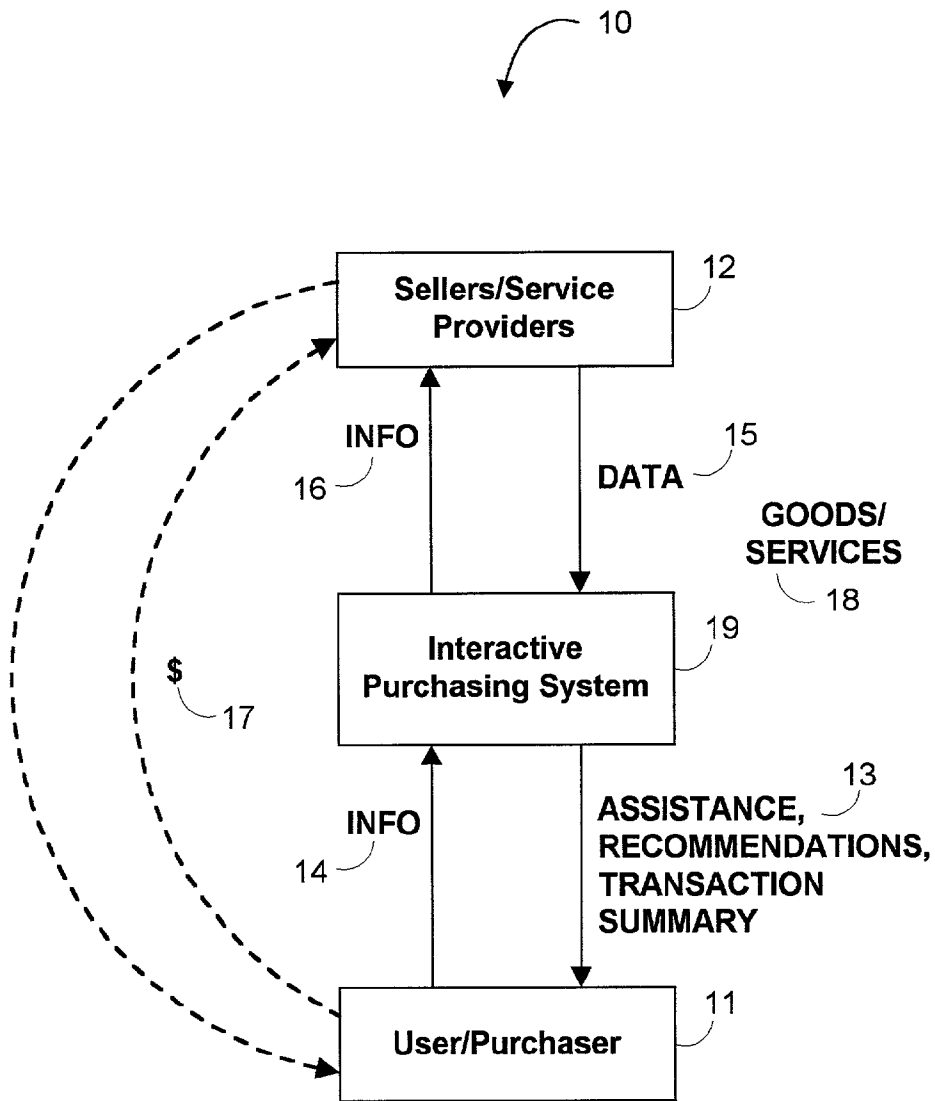 10
Sellers/Service
Providers
12
INFO
16
DATA
15
GOODS/
SERVICES
18
Interactive
Purchasing System
19
$
17
INFO
14
ASSISTANCE,
RECOMMENDATIONS,
TRANSACTION
SUMMARY
13
User/Purchaser
11